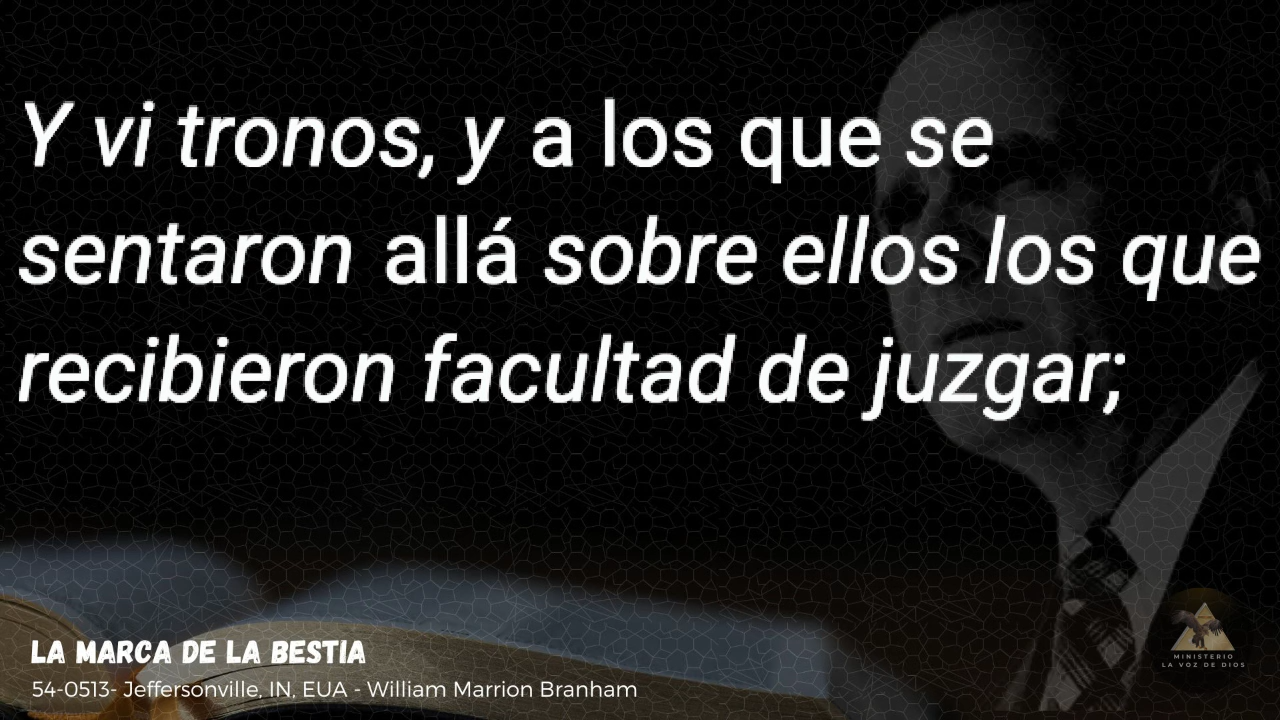 Y vi tronos, y a los que se
sentaron allá sobre ellos los que
recibieron facultad de juzgar;
LA MARCA DE LA BESTIA
54-0513- Jeffersonville, IN, EUA - William Marrion Branham
MINISTERIO
LA VOZ DE DIOS